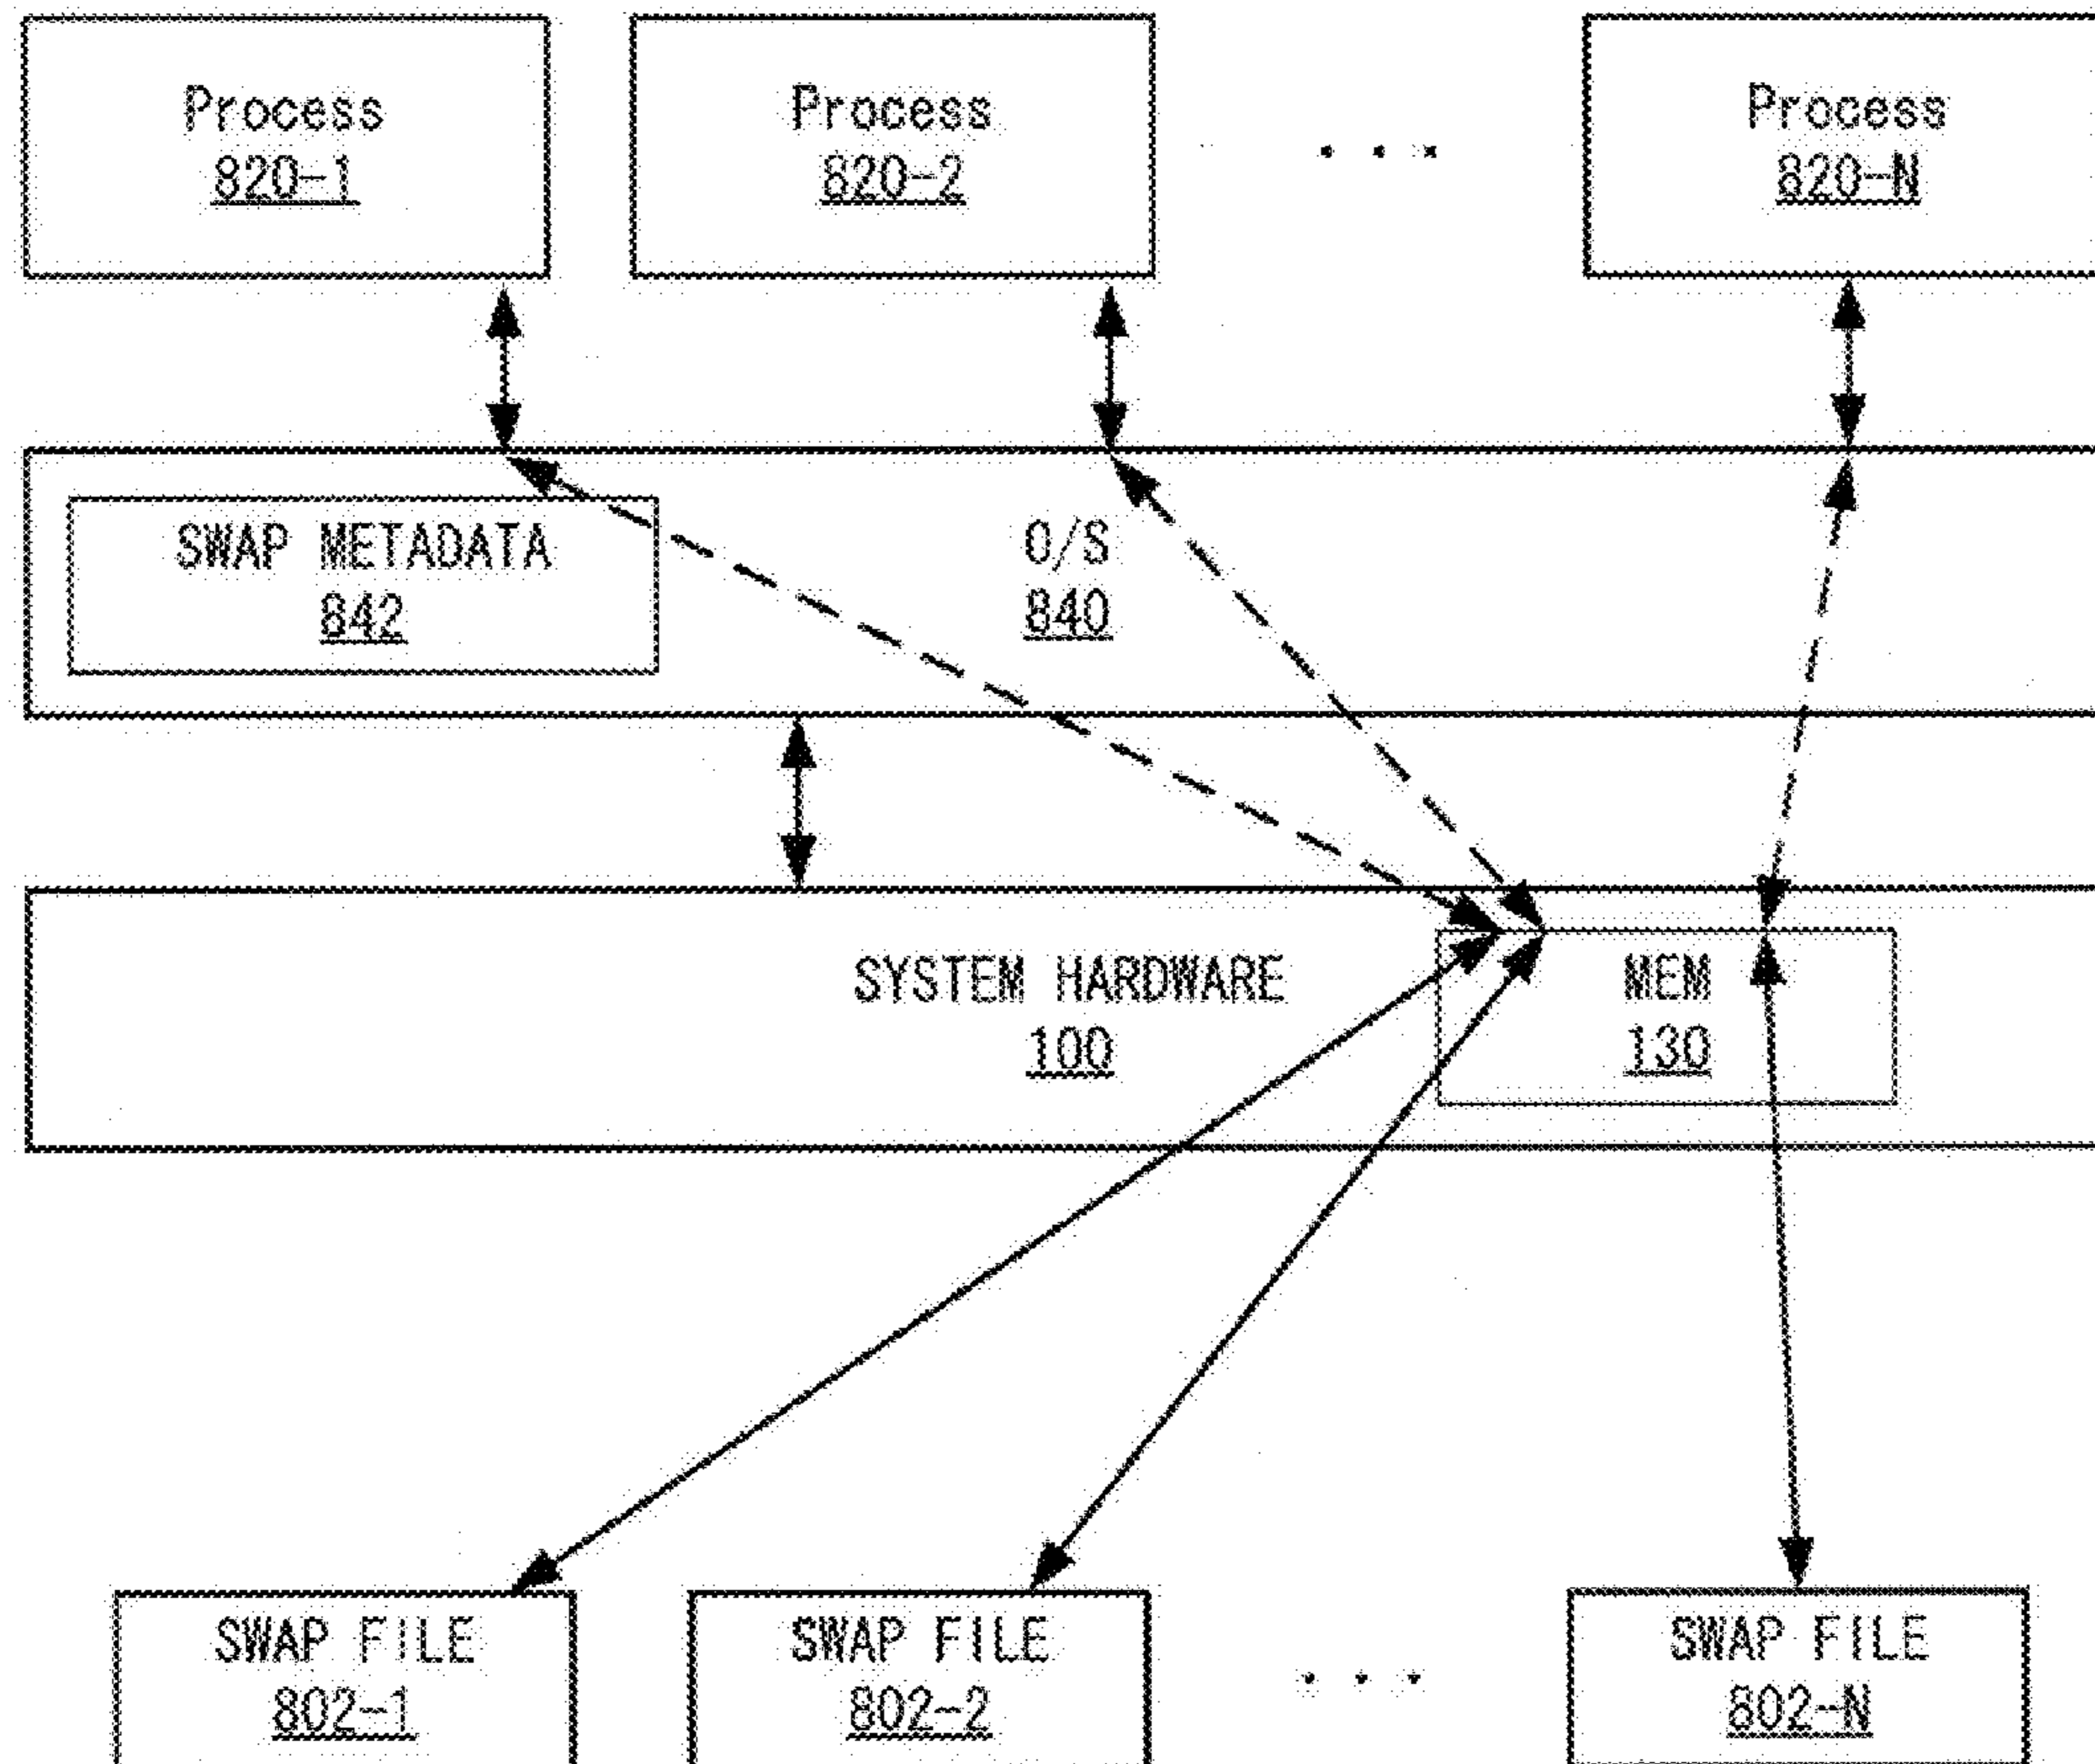 Process
820-1
Process
820-2
. . .
Process
820-N
SWAP METADATA
842
O/S
840
SYSTEM HARDWARE
100
MEM
130
SWAP FILE
802-1
SWAP FILE
802-2
. . .
SWAP FILE
802-N